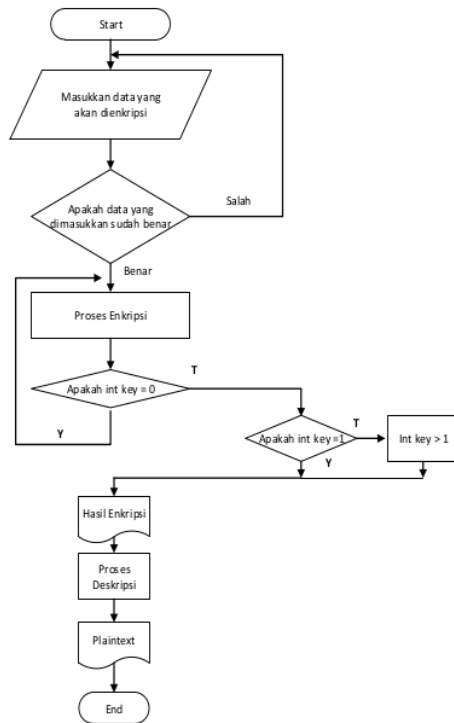 Start
Masukkan data yang
akan dienkripsi
Apakah data yang
dimasukkan sudah benar
Salah
Benar
Proses Enkripsi
Apakah int key = 0
T
Y
Apakah int key =1
T
Int key > 1
Y
Hasil Enkripsi
Proses
Deskripsi
Plaintext
End